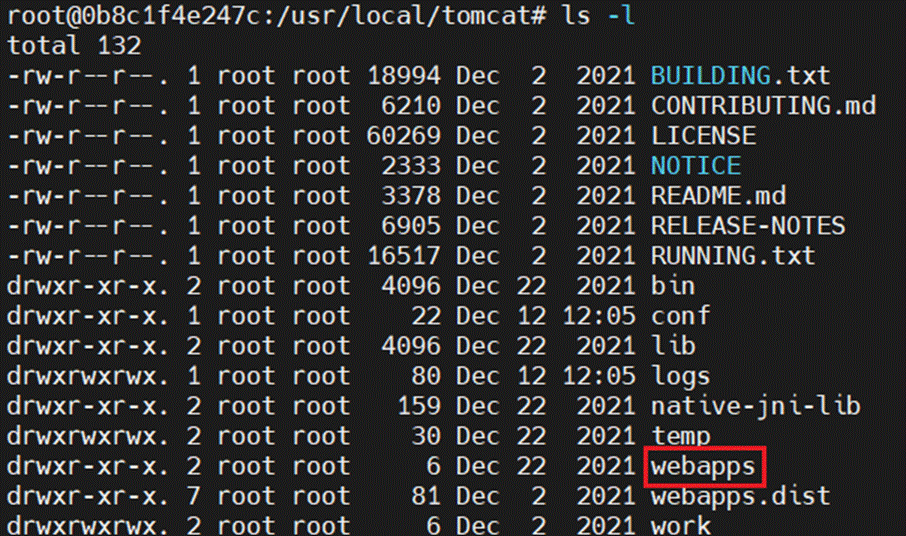 root@0b8c1f4e247c:/usr/local/tomcat# ls -l
total 132
-rw-r--r--. 1 root root 18994 Dec  2  2021 BUILDING.txt
-rw-r--r--. 1 root root  6210 Dec  2  2021 CONTRIBUTING.md
-rw-r--r--. 1 root root 60269 Dec  2  2021 LICENSE
-rw-r--r--. 1 root root  2333 Dec  2  2021 NOTICE
-rw-r--r--. 1 root root  3378 Dec  2  2021 README.md
-rw-r--r--. 1 root root  6905 Dec  2  2021 RELEASE-NOTES
-rw-r--r--. 1 root root 16517 Dec  2  2021 RUNNING.txt
drwxr-xr-x. 2 root root  4096 Dec 22  2021 bin
drwxr-xr-x. 1 root root    22 Dec 12 12:05 conf
drwxr-xr-x. 2 root root  4096 Dec 22  2021 lib
drwxrwxrwx. 1 root root    80 Dec 12 12:05 logs
drwxr-xr-x. 2 root root   159 Dec 22  2021 native-jni-lib
drwxrwxrwx. 2 root root    30 Dec 22  2021 temp
drwxr-xr-x. 2 root root     6 Dec 22  2021 webapps
drwxr-xr-x. 7 root root    81 Dec  2  2021 webapps.dist
drwxrwxrwx. 2 root root     6 Dec  2  2021 work